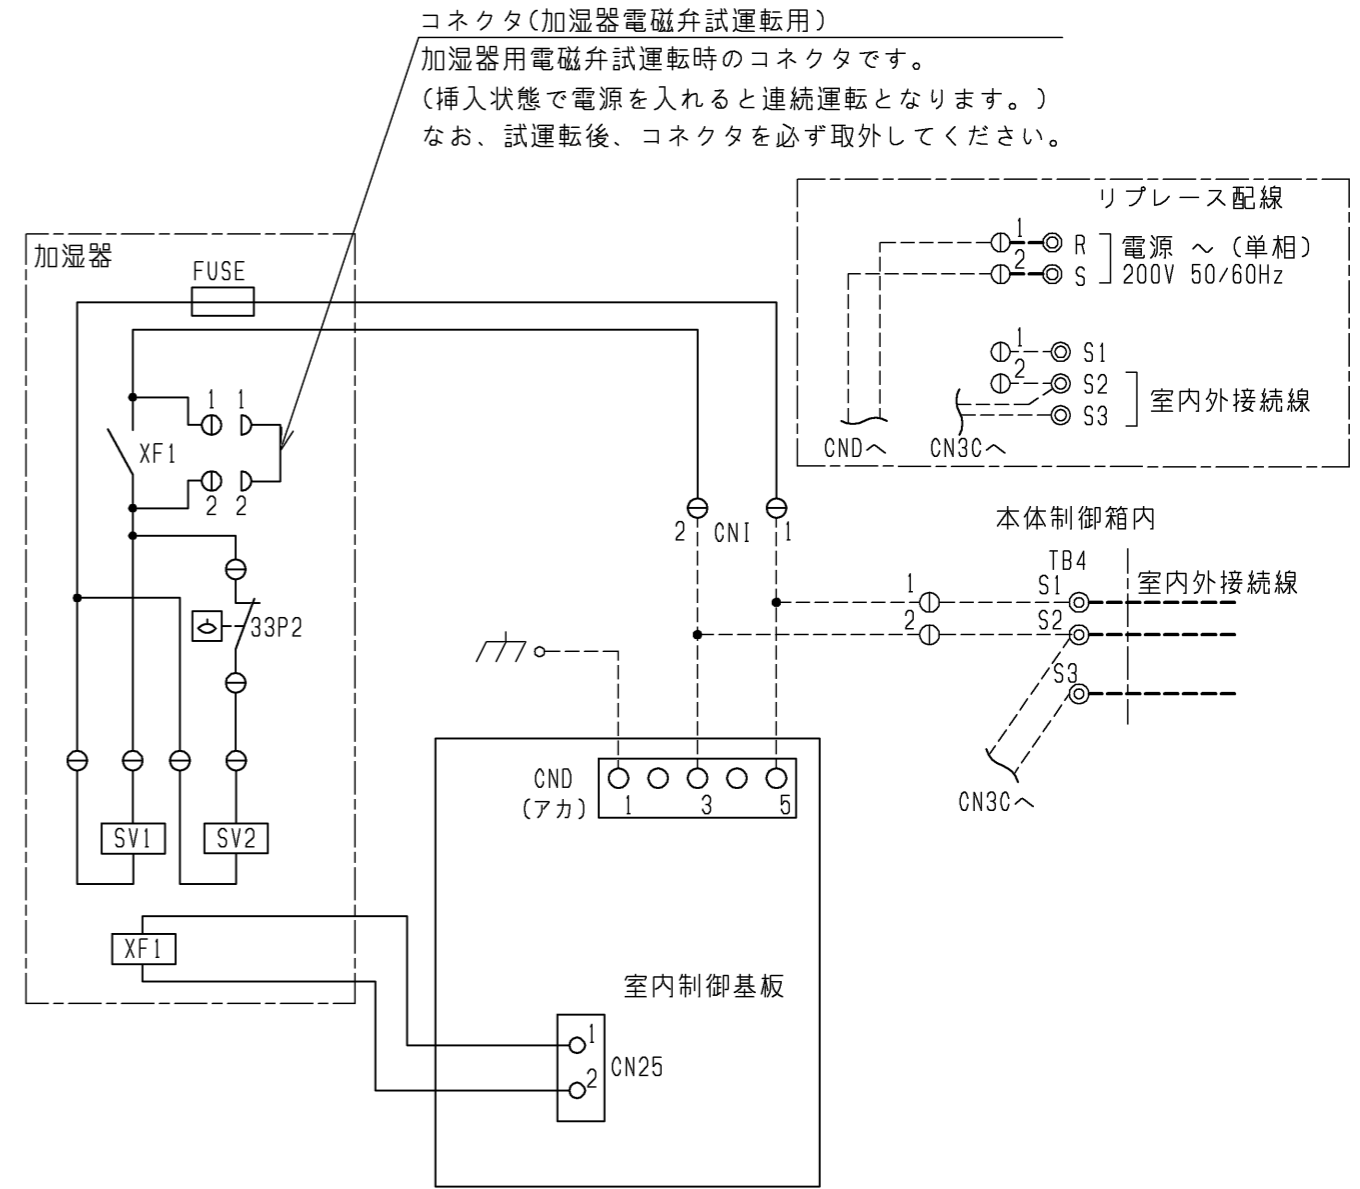 コネクタ(加湿器電磁弁試運転用)
加湿器用電磁弁試運転時のコネクタです。
(挿入状態で電源を入れると連続運転となります。)
なお、試運転後、コネクタを必ず取外してください。
リプレース配線
1
R
電源 ~ (単相)
2
S
200V 50/60Hz
1
S1
2
S2
室内外接続線
S3
CNDへ
CN3Cへ
加湿器
FUSE
1 1
XF1
2 2
33P2
2 CNI 1
本体制御箱内
TB4
室内外接続線
1
S1
2
S2
S3
CN3Cへ
CND
(アカ)
1 3 5
SV1
SV2
XF1
室内制御基板
1
CN25
2